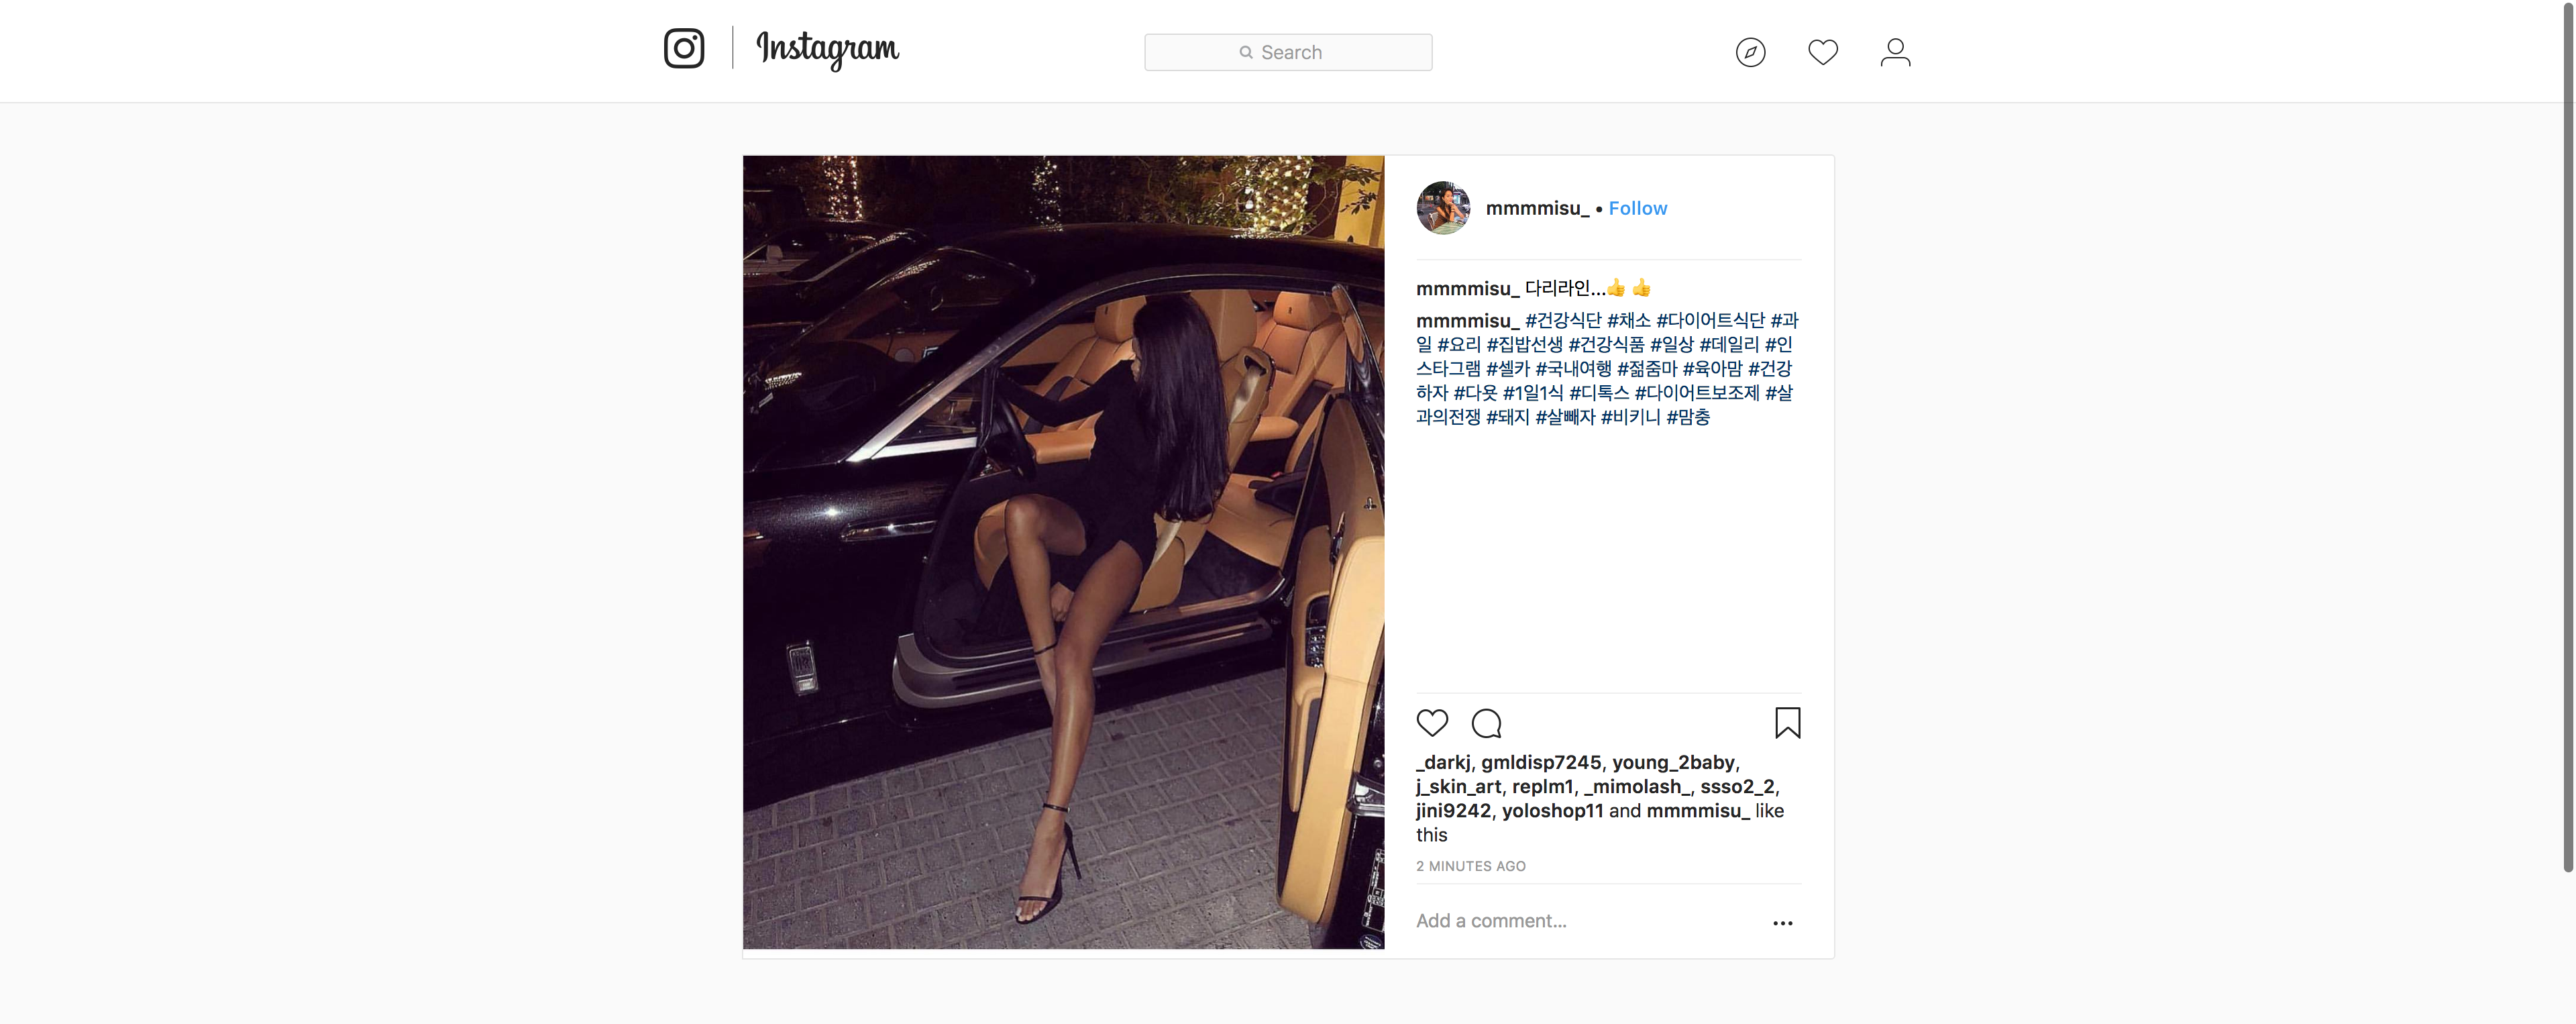 Instagram
Search
mmmmisu_ • Follow
mmmmisu_ 다리라인...👍 👍
mmmmisu_ #건강식단 #채소 #다이어트식단 #과
일 #요리 #집밥선생 #건강식품 #일상 #데일리 #인
스타그램 #셀카 #국내여행 #젊줌마 #육아맘 #건강
하자 #다욧 #1일1식 #디톡스 #다이어트보조제 #살
과의전쟁 #돼지 #살빼자 #비키니 #맘충
_darkj, gmldisp7245, young_2baby,
j_skin_art, replm1, _mimolash_, ssso2_2,
jini9242, yoloshop11 and mmmmisu_ like
this
2 MINUTES AGO
Add a comment...